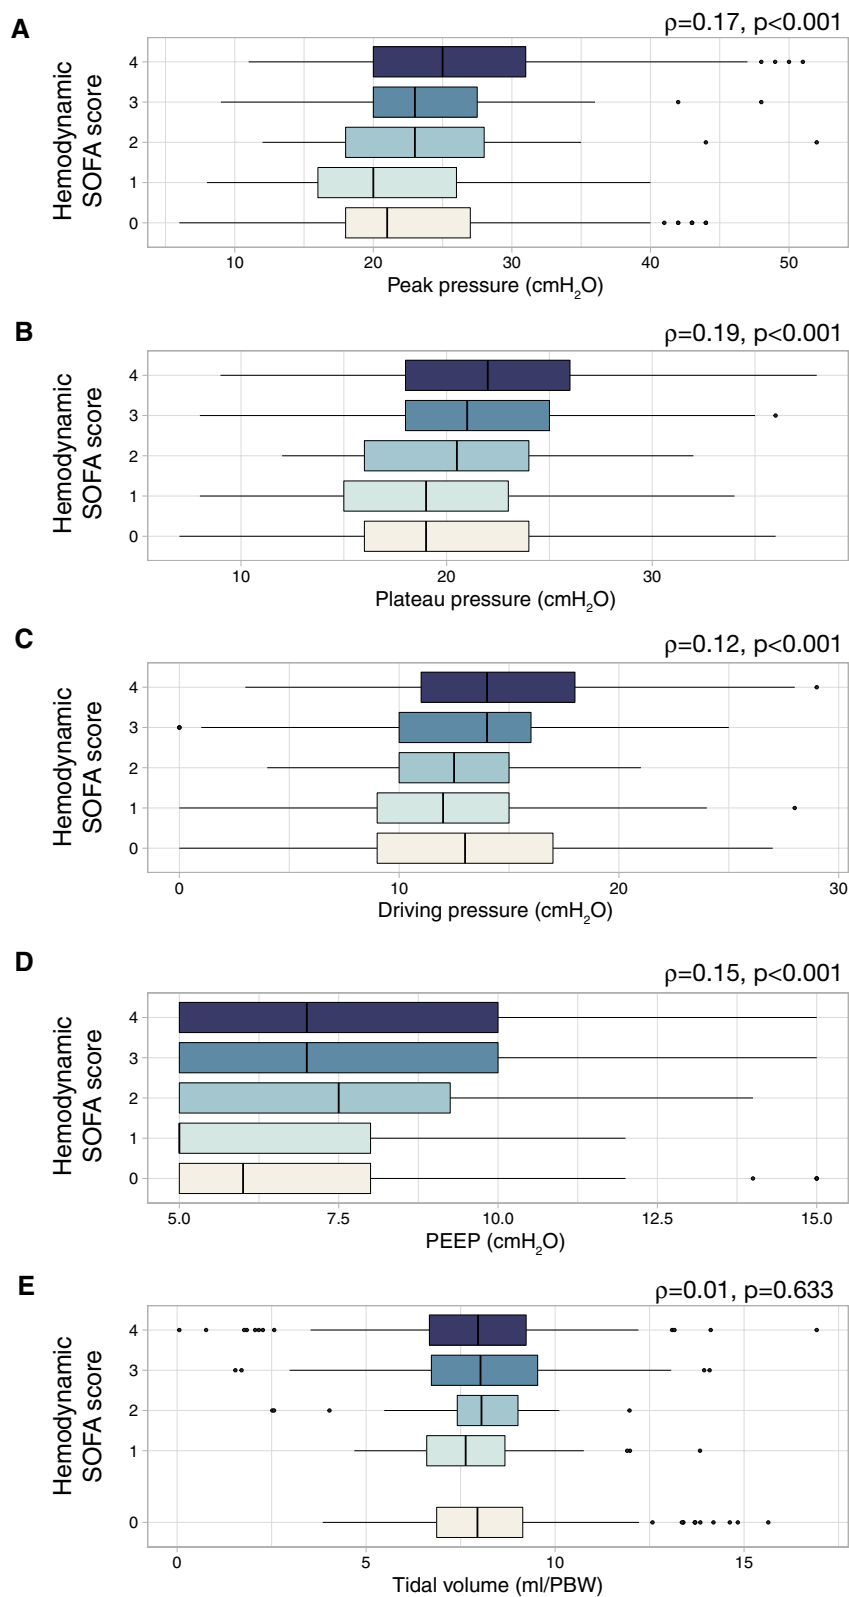 A
ρ=0.17, p<0.001
Hemodynamic
SOFA score
4
3
2
1
0
10 20 30 40 50
Peak pressure (cmH₂O)
B
ρ=0.19, p<0.001
Hemodynamic
SOFA score
4
3
2
1
0
10 20 30
Plateau pressure (cmH₂O)
C
ρ=0.12, p<0.001
Hemodynamic
SOFA score
4
3
2
1
0
0 10 20 30
Driving pressure (cmH₂O)
D
ρ=0.15, p<0.001
Hemodynamic
SOFA score
4
3
2
1
0
5.0 7.5 10.0 12.5 15.0
PEEP (cmH₂O)
E
ρ=0.01, p=0.633
Hemodynamic
SOFA score
4
3
2
1
0
0 5 10 15
Tidal volume (ml/PBW)